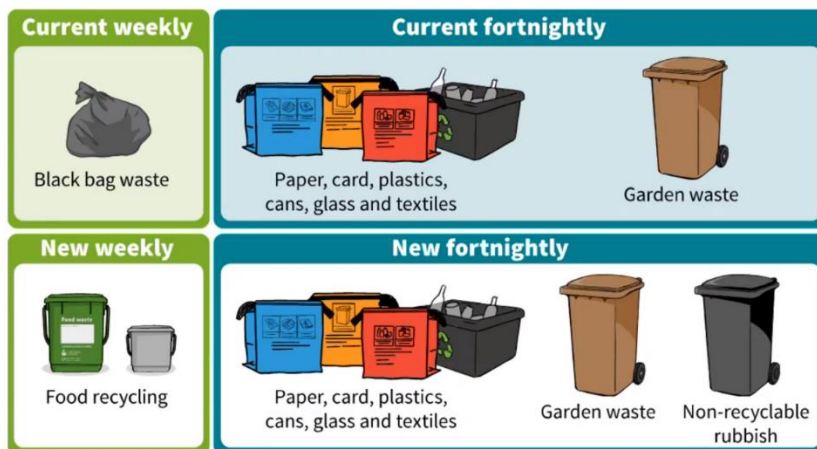 Current weekly
Current fortnightly
Black bag waste
Paper, card, plastics,
cans, glass and textiles
Garden waste
New weekly
New fortnightly
Food waste
Food recycling
Paper, card, plastics,
cans, glass and textiles
Garden waste
Non-recyclable
rubbish